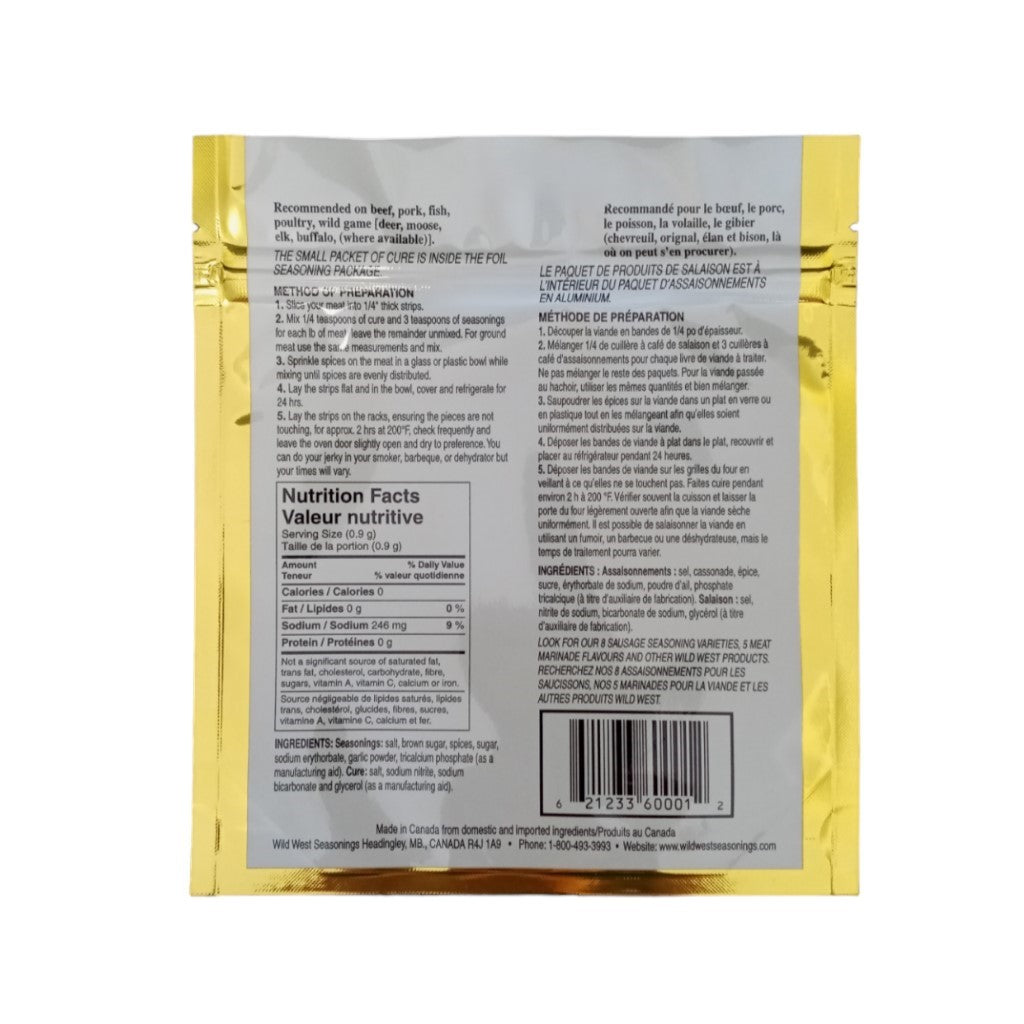 Recommended on beef, pork, fish,
poultry, wild game [deer, moose,
elk, buffalo, (where available)].
THE SMALL PACKET OF CURE IS INSIDE THE FOIL
SEASONING PACKAGE.
METHOD OF PREPARATION
1. Slice your meat into 1/4" thick strips.
2. Mix 1/4 teaspoons of cure and 3 teaspoons of seasonings
for each lb of meat, leave the remainder unmixed. For ground
meat use the same measurements and mix.
3. Sprinkle spices on the meat in a glass or plastic bowl while
mixing until spices are evenly distributed.
4. Lay the strips flat and in the bowl, cover and refrigerate for
24 hrs.
5. Lay the strips on the racks, ensuring the pieces are not
touching, for approx. 2 hrs at 200°F, check frequently and
leave the oven door slightly open and dry to preference. You
can do your jerky in your smoker, barbeque, or dehydrator but
your times will vary.
Nutrition Facts
Valeur nutritive
Serving Size (0.9 g)
Taille de la portion (0.9 g)
Amount % Daily Value
Teneur % valeur quotidienne
Calories / Calories 0
Fat / Lipides 0 g 0 %
Sodium / Sodium 246 mg 9 %
Protein / Protéines 0 g
Not a significant source of saturated fat,
trans fat, cholesterol, carbohydrate, fibre,
sugars, vitamin A, vitamin C, calcium or iron.
Source négligeable de lipides saturés, lipides
trans, cholestérol, glucides, fibres, sucres,
vitamine A, vitamine C, calcium et fer.
INGREDIENTS: Seasonings: salt, brown sugar, spices, sugar,
sodium erythorbate, garlic powder, tricalcium phosphate (as a
manufacturing aid). Cure: salt, sodium nitrite, sodium
bicarbonate and glycerol (as a manufacturing aid).
Recommandé pour le bœuf, le porc,
le poisson, la volaille, le gibier
(chevreuil, orignal, élan et bison, là
où on peut s'en procurer).
LE PAQUET DE PRODUITS DE SALAISON EST À
L'INTÉRIEUR DU PAQUET D'ASSAISONNEMENTS
EN ALUMINIUM.
MÉTHODE DE PRÉPARATION
1. Découper la viande en bandes de 1/4 po d'épaisseur.
2. Mélanger 1/4 de cuillère à café de salaison et 3 cuillères à
café d'assaisonnements pour chaque livre de viande à traiter.
Ne pas mélanger le reste des paquets. Pour la viande passée
au hachoir, utiliser les mêmes quantités et bien mélanger.
3. Saupoudrer les épices sur la viande dans un plat en verre ou
en plastique tout en les mélangeant afin qu'elles soient
uniformément distribuées sur la viande.
4. Déposer les bandes de viande à plat dans le plat, recouvrir et
placer au réfrigérateur pendant 24 heures.
5. Déposer les bandes de viande sur les grilles du four en
veillant à ce qu'elles ne se touchent pas. Faites cuire pendant
environ 2 h à 200 °F. Vérifier souvent la cuisson et laisser la
porte du four légèrement ouverte afin que la viande sèche
uniformément. Il est possible de salaisonner la viande en
utilisant un fumoir, un barbecue ou une déshydrateuse, mais le
temps de traitement pourra varier.
INGRÉDIENTS : Assaisonnements : sel, cassonade, épice,
sucre, érythorbate de sodium, poudre d'ail, phosphate
tricalcique (à titre d'auxiliaire de fabrication). Salaison : sel,
nitrite de sodium, bicarbonate de sodium, glycérol (à titre
d'auxiliaire de fabrication).
LOOK FOR OUR 8 SAUSAGE SEASONING VARIETIES, 5 MEAT
MARINADE FLAVOURS AND OTHER WILD WEST PRODUCTS.
RECHERCHEZ NOS 8 ASSAISONNEMENTS POUR LES
SAUCISSONS, NOS 5 MARINADES POUR LA VIANDE ET LES
AUTRES PRODUITS WILD WEST.
6 21233 60001 2
Made in Canada from domestic and imported ingredients/Produits au Canada
Wild West Seasonings Headingley, MB., CANADA R4J 1A9 • Phone: 1-800-493-3993 • Website: www.wildwestseasonings.com